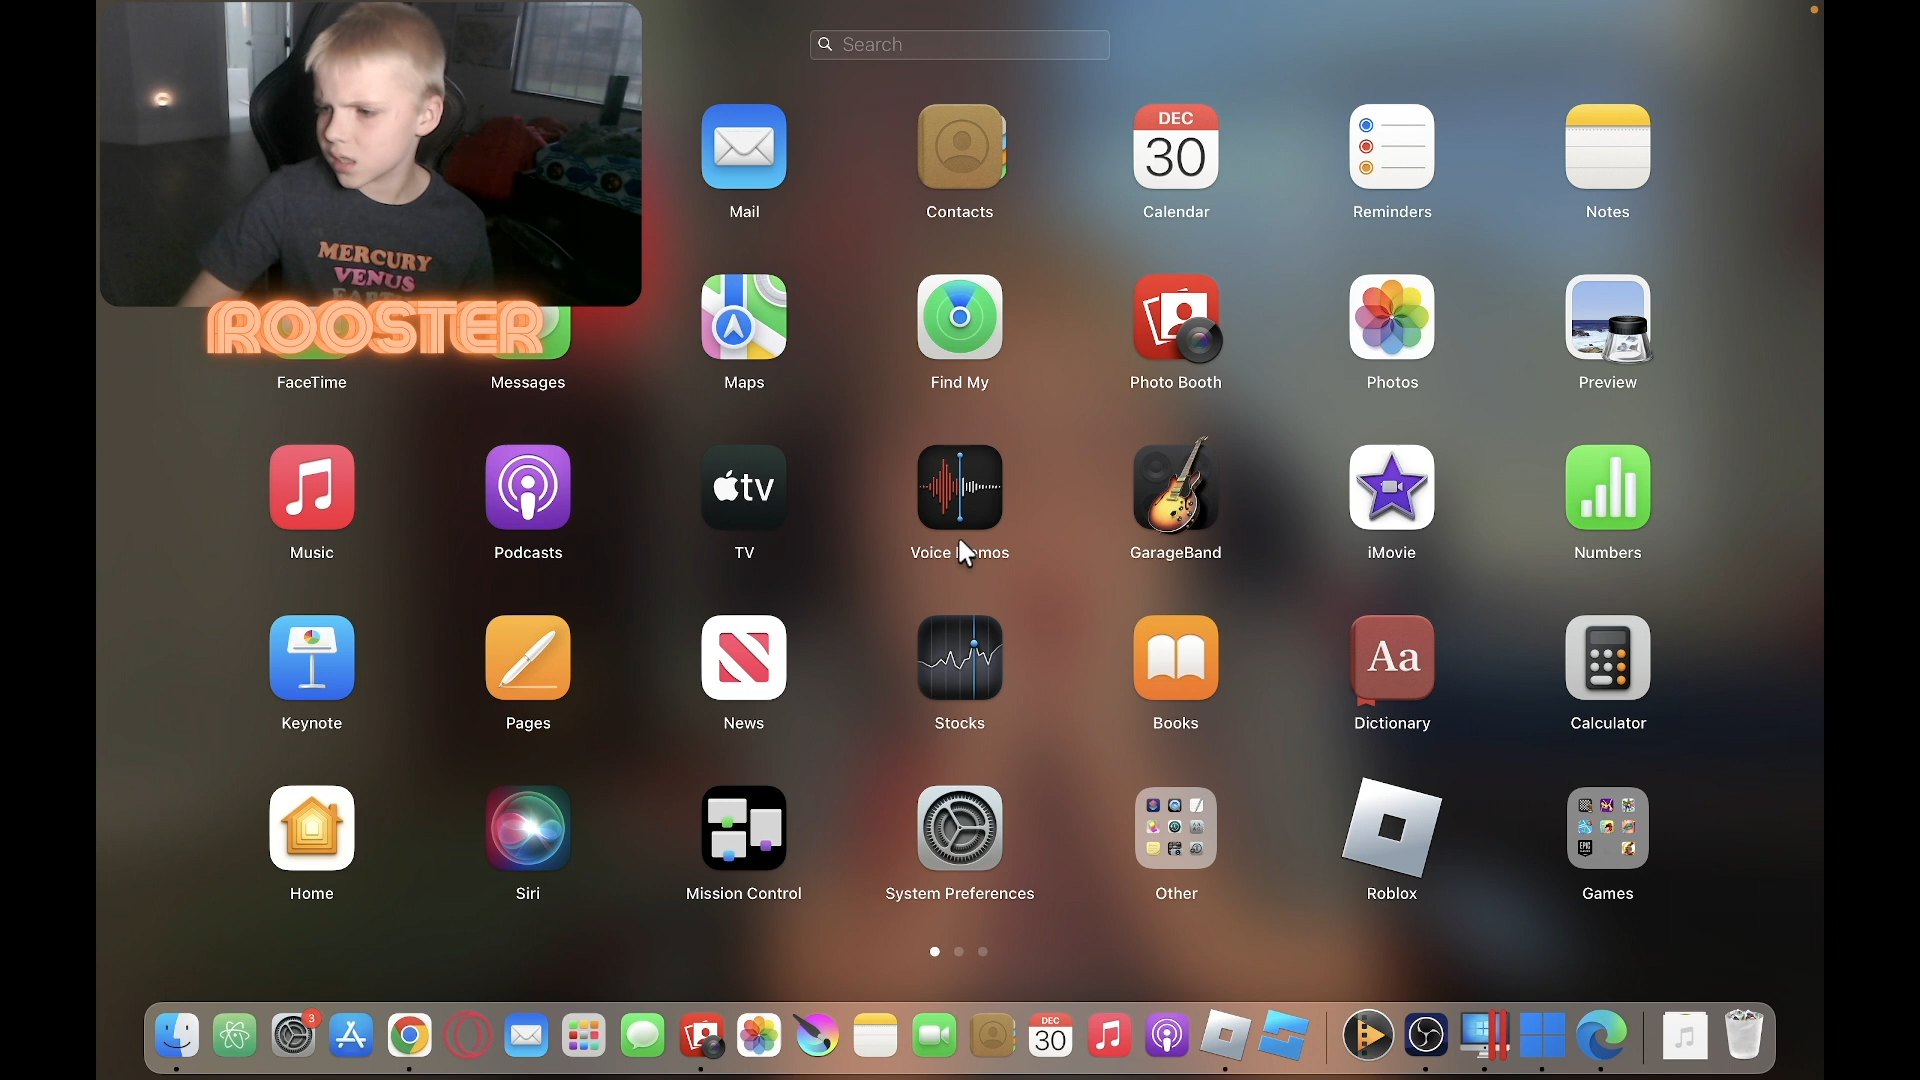 Search
MERCURY
VENUS
EARTH
ROOSTER
DEC
30
Mail
Contacts
Calendar
Reminders
Notes
FaceTime
Messages
Maps
Find My
Photo Booth
Photos
Preview
tv
Music
Podcasts
TV
GarageBand
iMovie
Numbers
Aa
Keynote
Pages
News
Stocks
Books
Dictionary
Calculator
EPIC
Home
Siri
Mission Control
System Preferences
Other
Roblox
Games
3
DEC
30